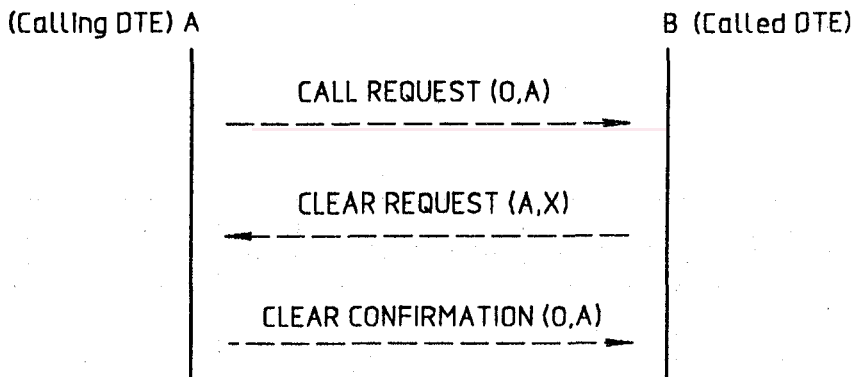 (Calling DTE) A
B (Called DTE)
CALL REQUEST (0,A)
CLEAR REQUEST (A,X)
CLEAR CONFIRMATION (0,A)